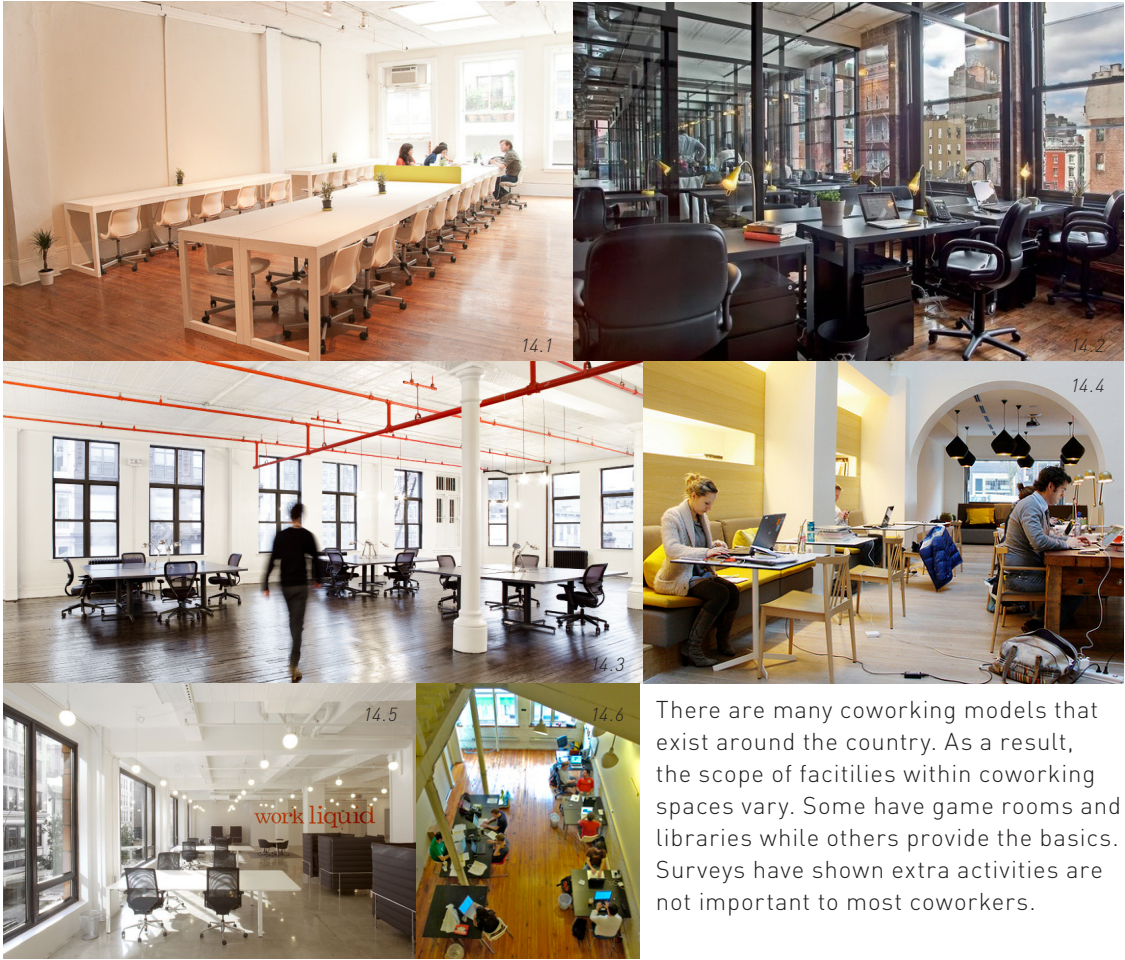 14.1
14.2
14.3
14.4
14.5
work liquid
14.6
There are many coworking models that
exist around the country. As a result,
the scope of facitilies within coworking
spaces vary. Some have game rooms and
libraries while others provide the basics.
Surveys have shown extra activities are
not important to most coworkers.